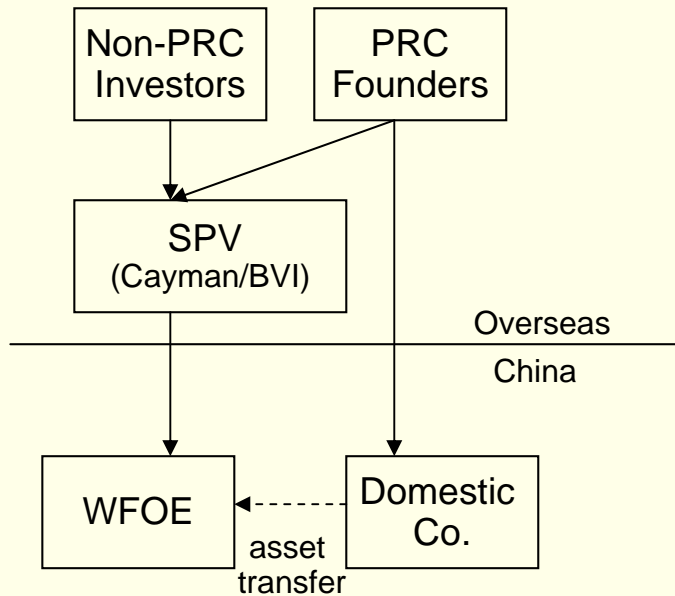 Non-PRC
Investors
PRC
Founders
SPV
(Cayman/BVI)
Overseas
China
WFOE
Domestic
Co.
asset
transfer